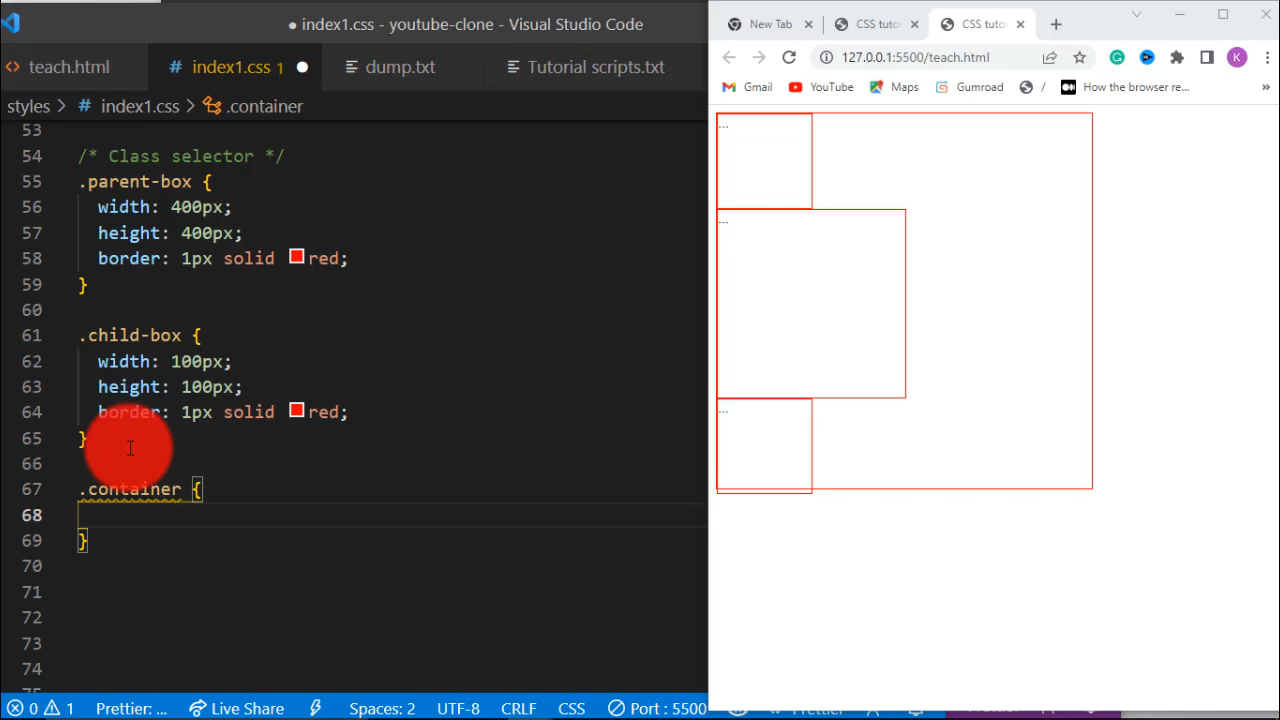 index1.css - youtube-clone - Visual Studio Code
teach.html
# index1.css 1
dump.txt
Tutorial scripts.txt
styles > # index1.css > .container
53
54 /* Class selector */
55 .parent-box {
56 width: 400px;
57 height: 400px;
58 border: 1px solid red;
59 }
60
61 .child-box {
62 width: 100px;
63 height: 100px;
64 border: 1px solid red;
65 }
66
67 .container {
68
69 }
70
71
72
73
74
0 1 Prettier: ... Live Share Spaces: 2 UTF-8 CRLF CSS Port : 5500
New Tab
CSS tuto
CSS tuto
127.0.0.1:5500/teach.html
K
Gmail YouTube Maps Gumroad / How the browser re... »
...
...
...